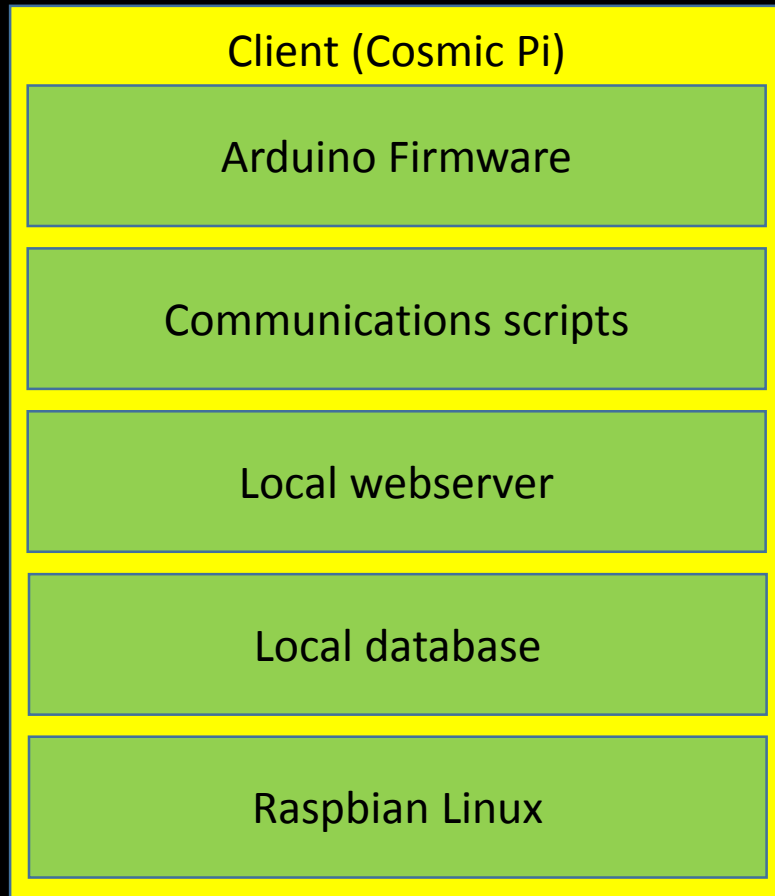 Client (Cosmic Pi)
Arduino Firmware
Communications scripts
Local webserver
Local database
Raspbian Linux